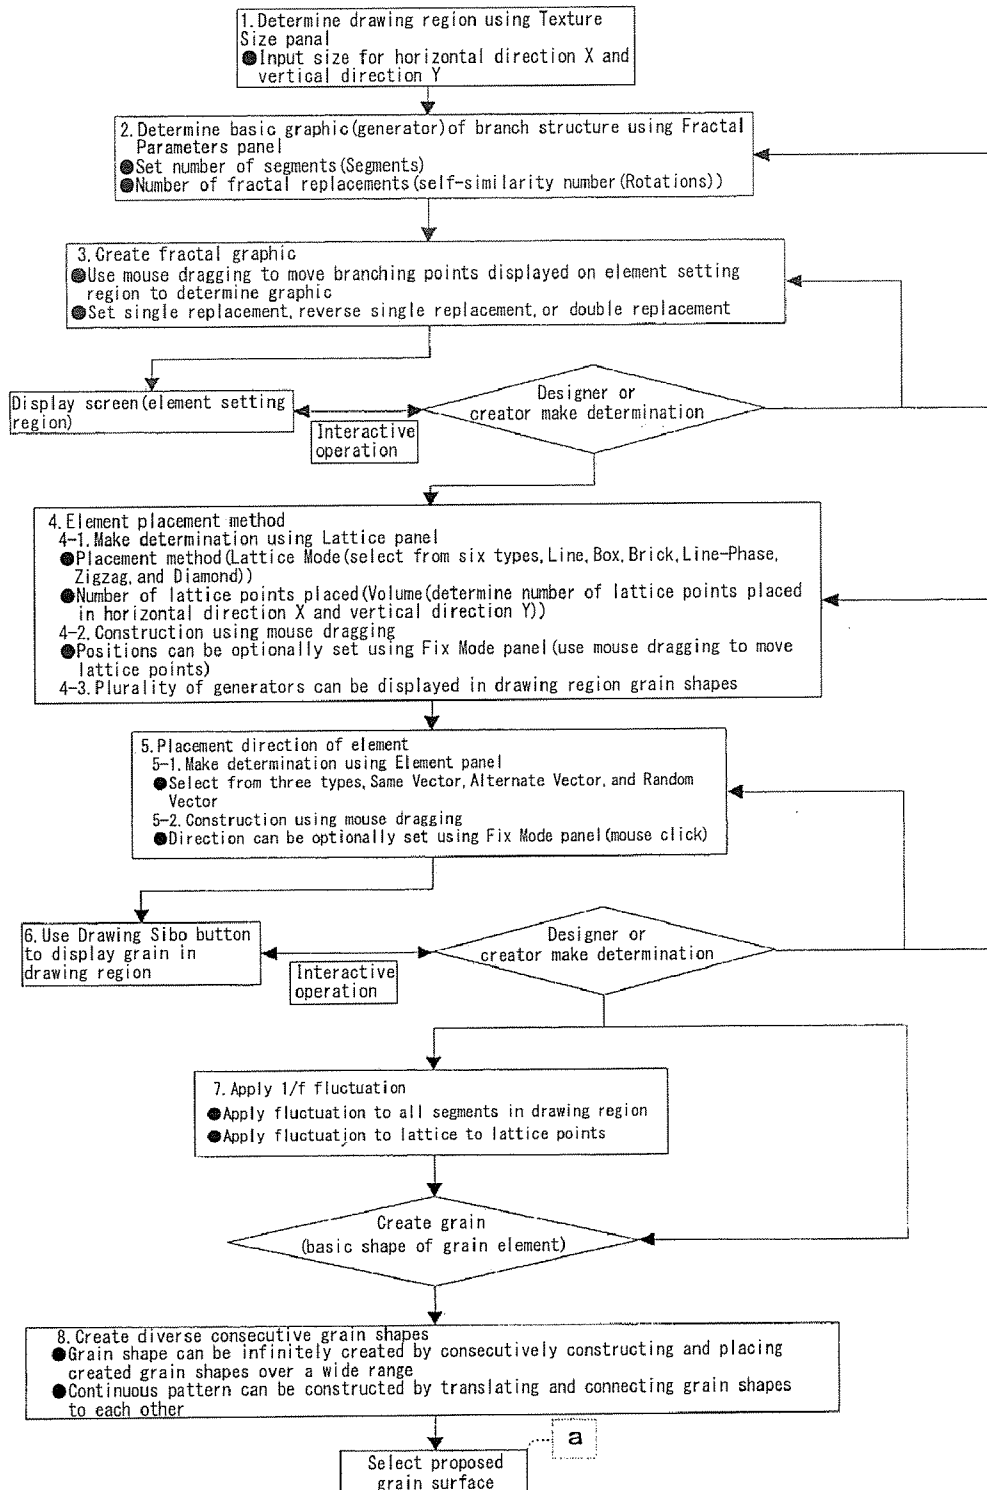 1.Determine drawing region using Texture
Size panal
●Input size for horizontal direction X and
vertical direction Y
2.Determine basic graphic(generator)of branch structure using Fractal
Parameters panel
●Set number of segments(Segments)
●Number of fractal replacements(self-similarity number(Rotations))
3.Create fractal graphic
●Use mouse dragging to move branching points displayed on element setting
region to determine graphic
●Set single replacement, reverse single replacement, or double replacement
Display screen(element setting
region)
Interactive
operation
Designer or
creator make determination
4.Element placement method
4-1.Make determination using Lattice panel
●Placement method(Lattice Mode(select from six types, Line, Box, Brick, Line-Phase,
Zigzag, and Diamond))
●Number of lattice points placed(Volume(determine number of lattice points placed
in horizontal direction X and vertical direction Y))
4-2.Construction using mouse dragging
●Positions can be optionally set using Fix Mode panel(use mouse dragging to move
lattice points)
4-3.Plurality of generators can be displayed in drawing region grain shapes
5.Placement direction of element
5-1.Make determination using Element panel
●Select from three types, Same Vector, Alternate Vector, and Random
Vector
5-2.Construction using mouse dragging
●Direction can be optionally set using Fix Mode panel(mouse click)
6.Use Drawing Sibo button
to display grain in
drawing region
Interactive
operation
Designer or
creator make determination
7.Apply 1/f fluctuation
●Apply fluctuation to all segments in drawing region
●Apply fluctuation to lattice to lattice points
Create grain
(basic shape of grain element)
8.Create diverse consecutive grain shapes
●Grain shape can be infinitely created by consecutively constructing and placing
created grain shapes over a wide range
●Continuous pattern can be constructed by translating and connecting grain shapes
to each other
a
Select proposed
grain surface